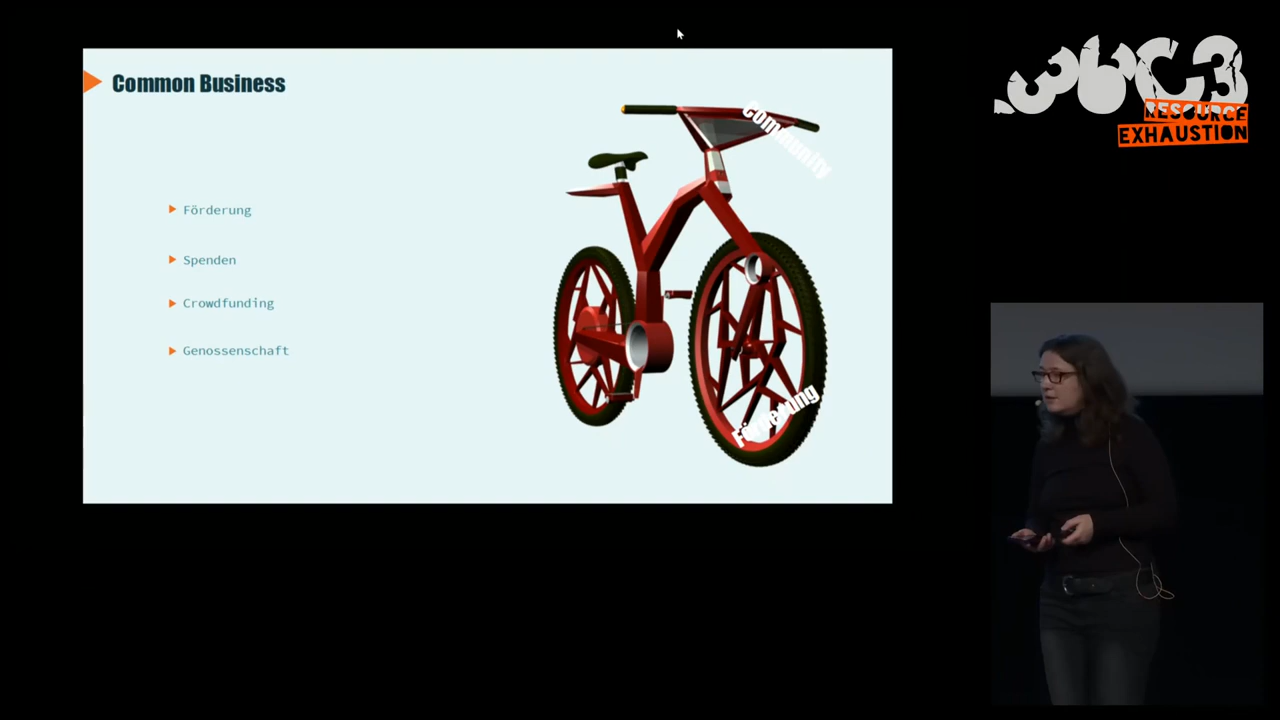 Common Business
Förderung
Spenden
Crowdfunding
Genossenschaft
Community
Förderung
36C3
RESOURCE
EXHAUSTION